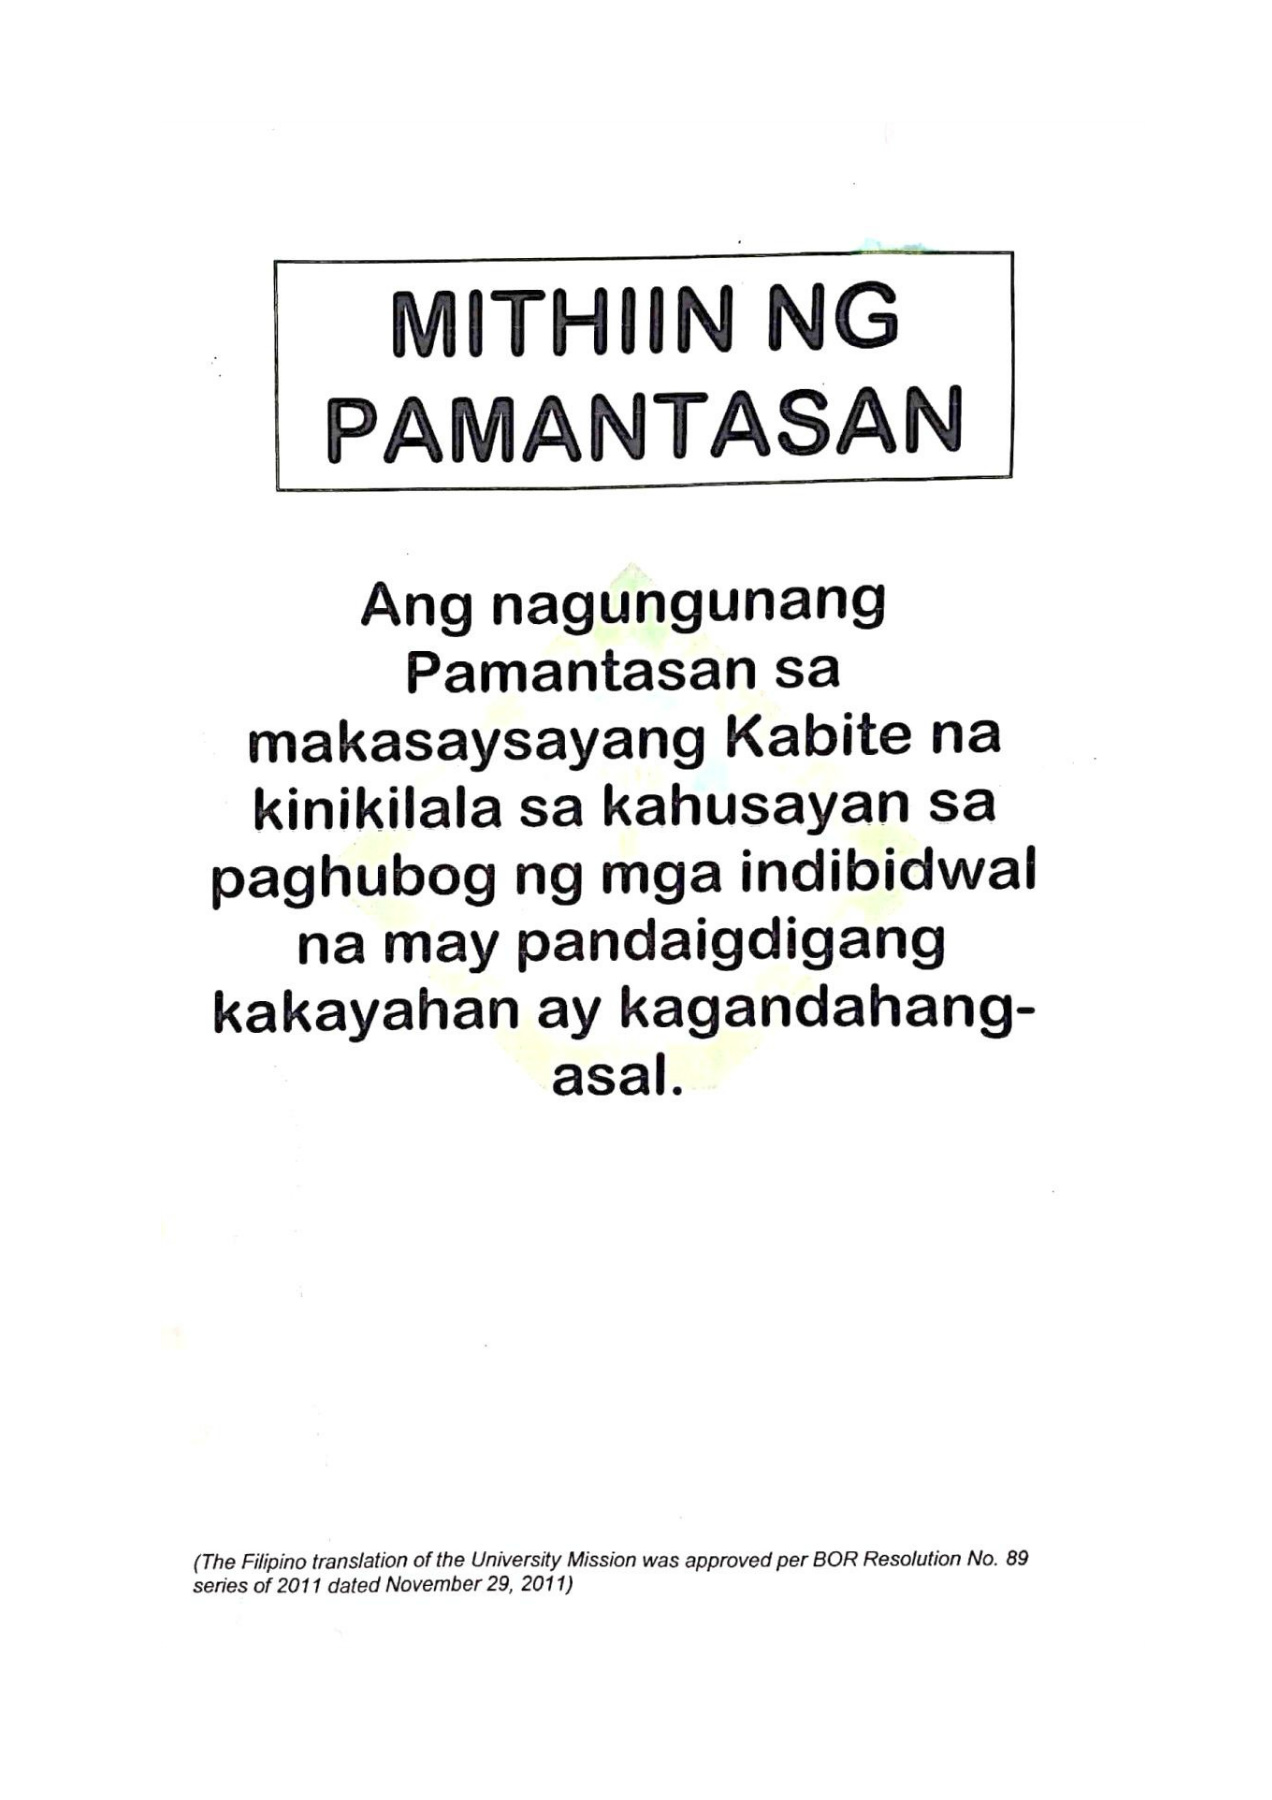 MITHIIN NG
PAMANTASAN
Ang nagungunang
Pamantasan sa
makasaysayang Kabite na
kinikilala sa kahusayan sa
paghubog ng mga indibidwal
na may pandaigdigang
kakayahan ay kagandahang-
asal.
(The Filipino translation of the University Mission was approved per BOR Resolution No. 89
series of 2011 dated November 29, 2011)